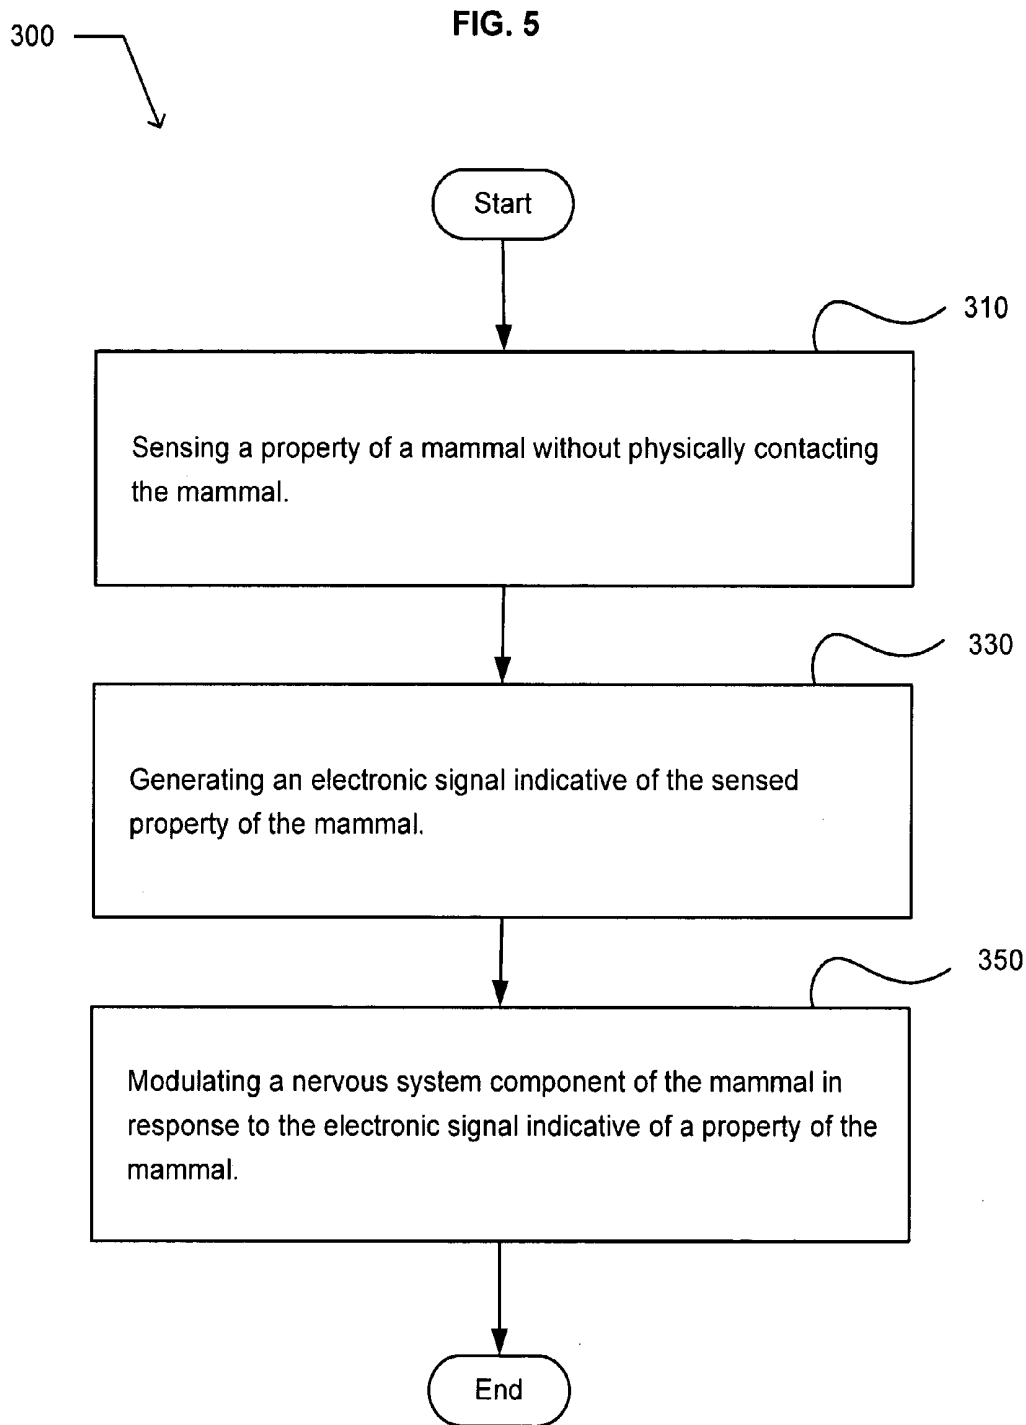 FIG. 5
300
Start
310
Sensing a property of a mammal without physically contacting
the mammal.
330
Generating an electronic signal indicative of the sensed
property of the mammal.
350
Modulating a nervous system component of the mammal in
response to the electronic signal indicative of a property of the
mammal.
End